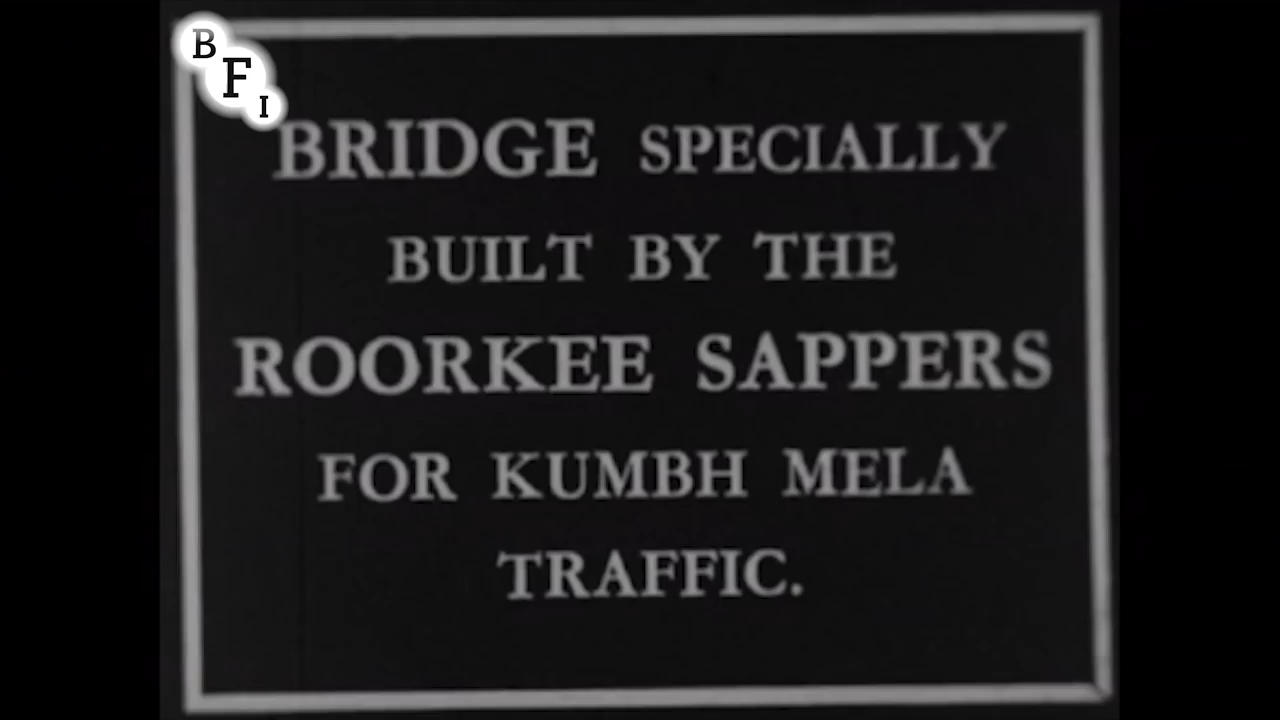 BFI
BRIDGE SPECIALLY
BUILT BY THE
ROORKEE SAPPERS
FOR KUMBH MELA
TRAFFIC.